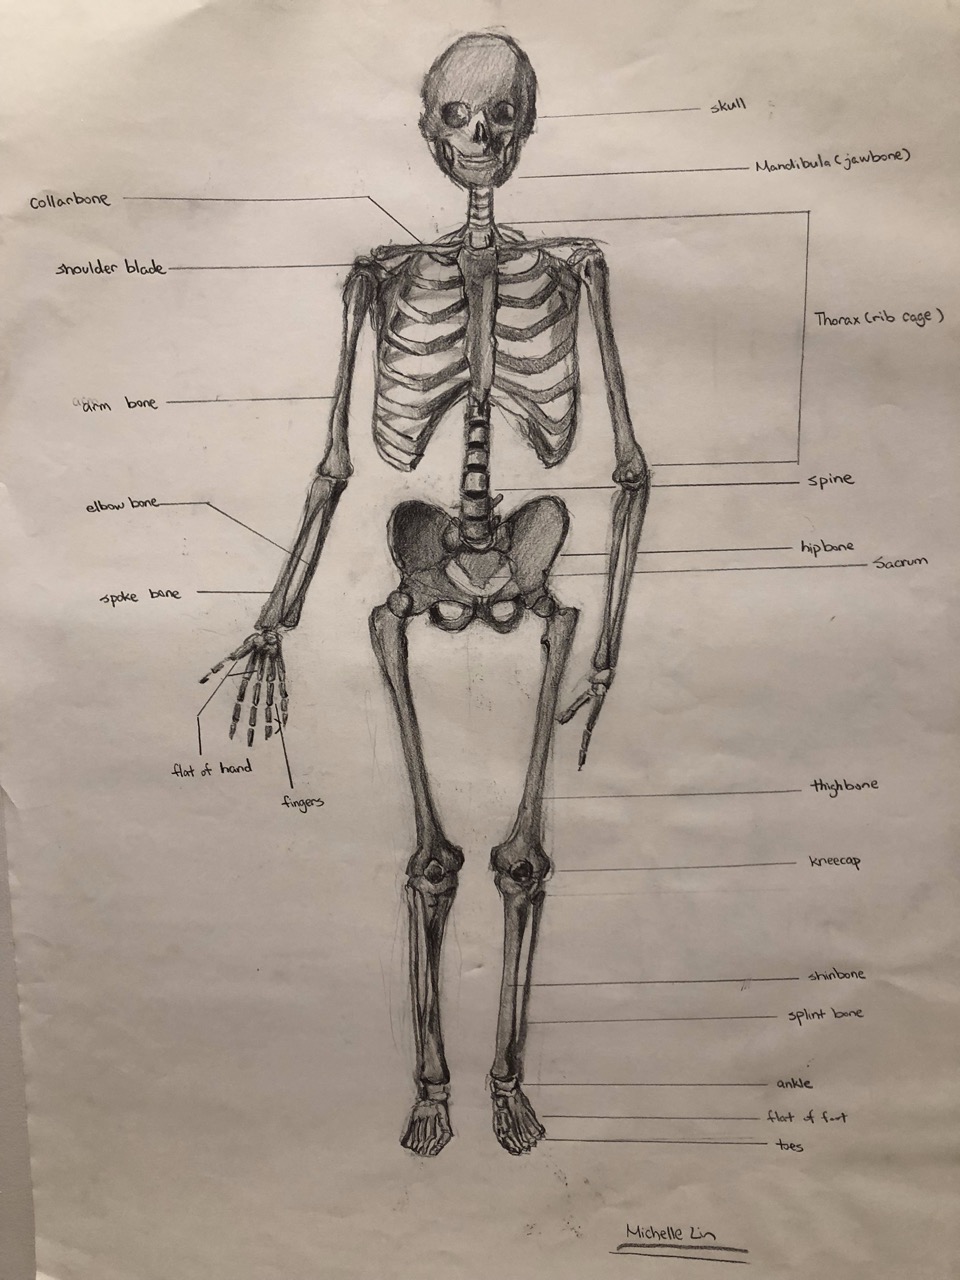 skull
Mandibula (jawbone)
Collarbone
shoulder blade
Thorax (rib cage)
arm bone
spine
elbow bone
hipbone
Sacrum
spoke bone
flat of hand
fingers
thighbone
kneecap
shinbone
splint bone
ankle
flat of foot
toes
Michelle Lin